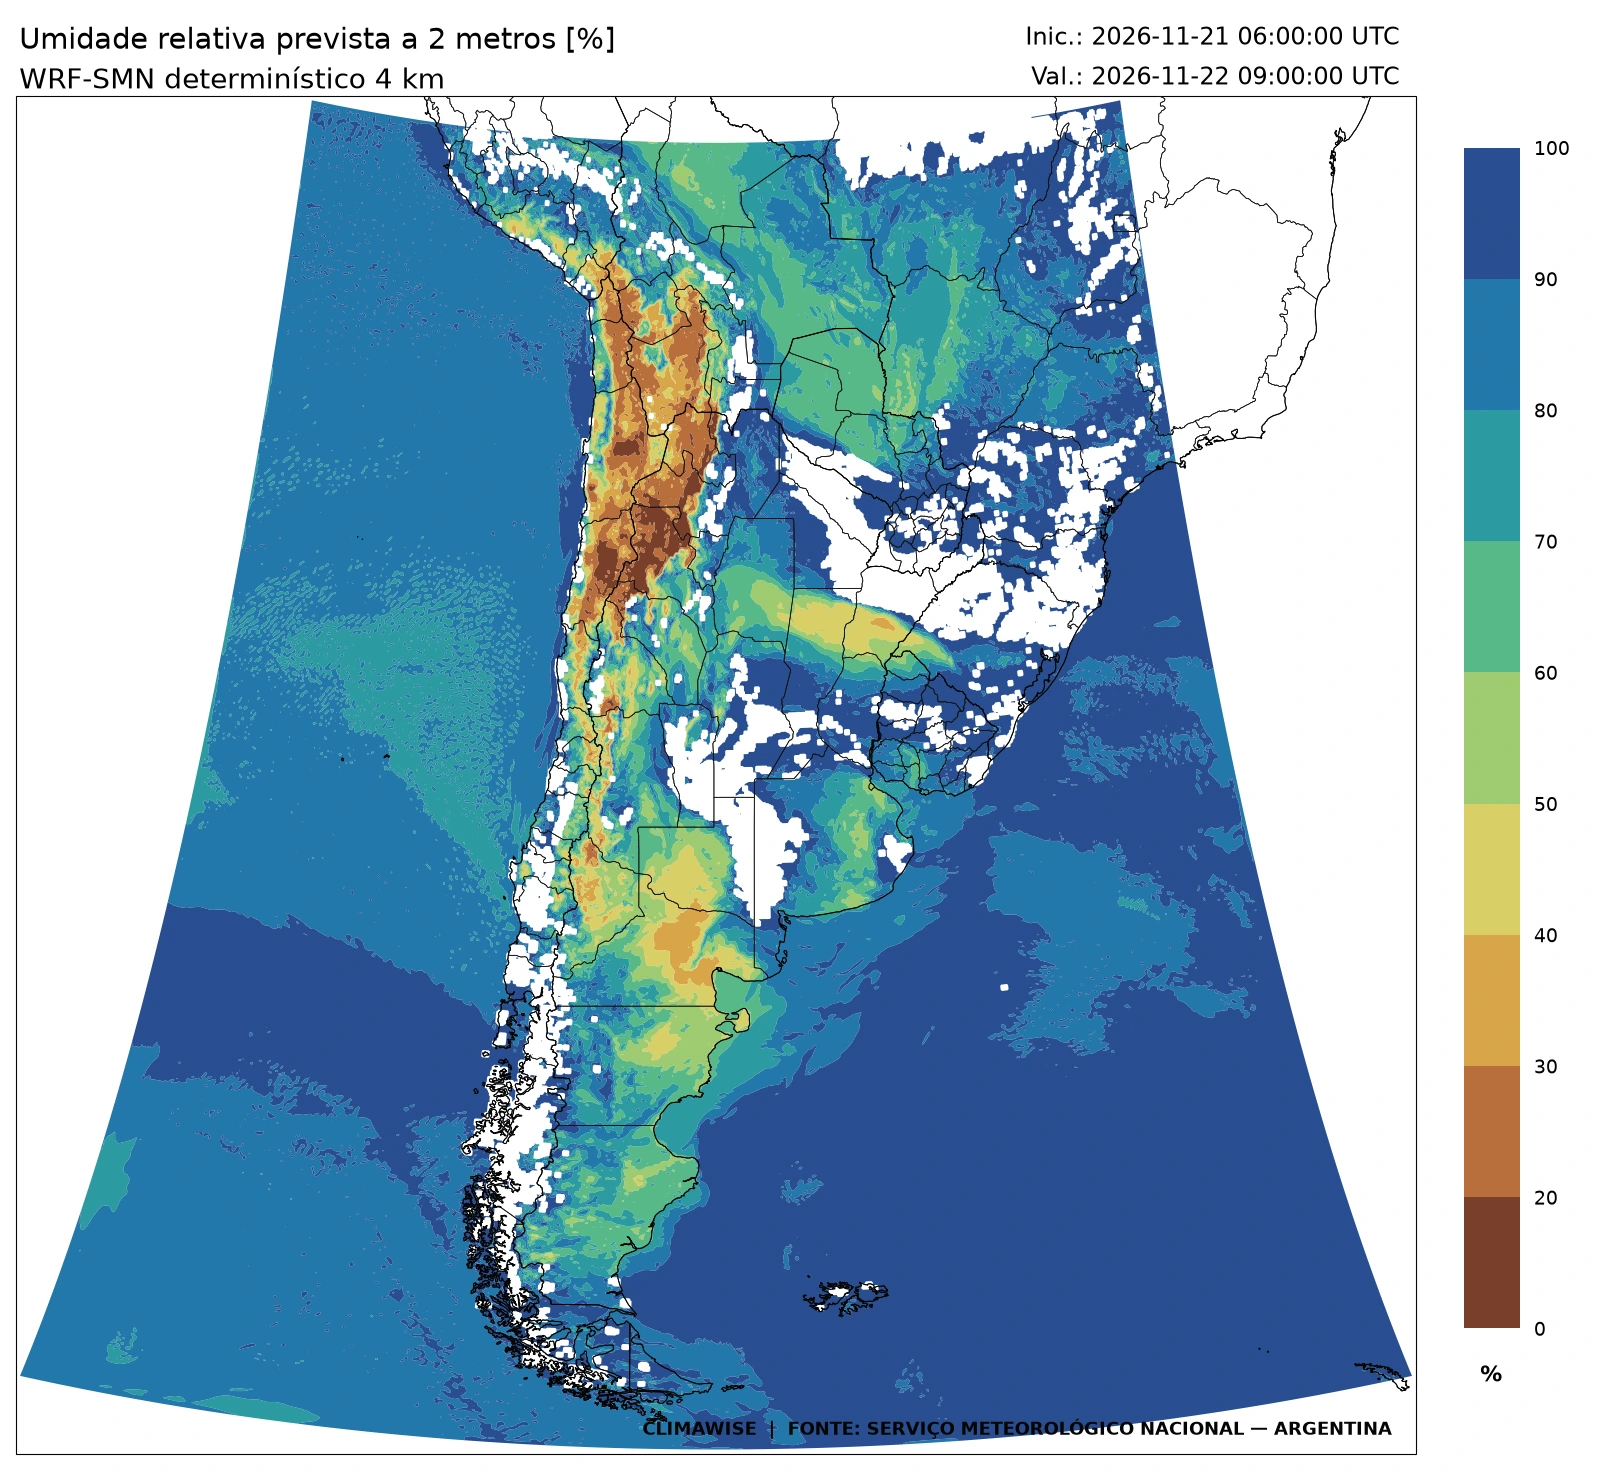 Umidade relativa prevista a 2 metros [%]
WRF-SMN determinístico 4 km
Inic.: 2026-11-21 06:00:00 UTC
Val.: 2026-11-22 09:00:00 UTC
100
90
80
70
60
50
40
30
20
0
%
CLIMAWISE | FONTE: SERVIÇO METEOROLÓGICO NACIONAL — ARGENTINA